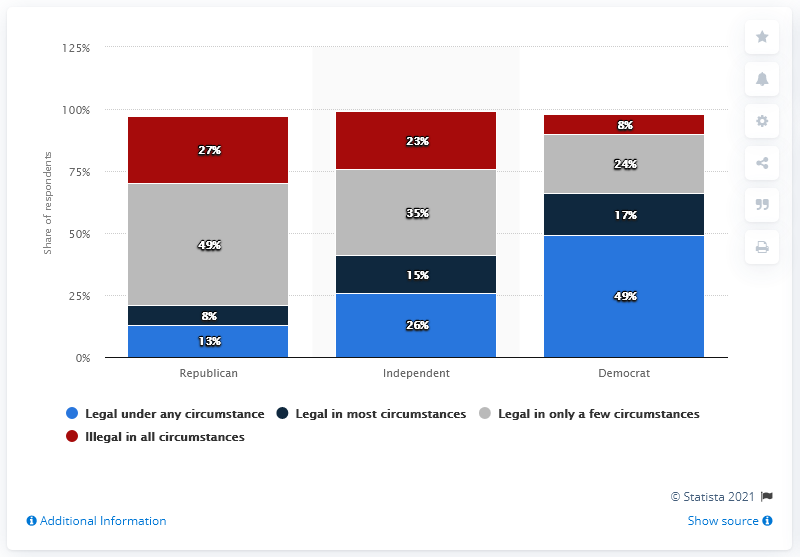 125%
100%
75%
50%
25%
0%
Share of respondents
27%
49%
8%
13%
23%
35%
15%
26%
8%
24%
17%
49%
Republican
Independent
Democrat
Legal under any circumstance
Legal in most circumstances
Legal in only a few circumstances
Illegal in all circumstances
© Statista 2021
Additional Information
Show source